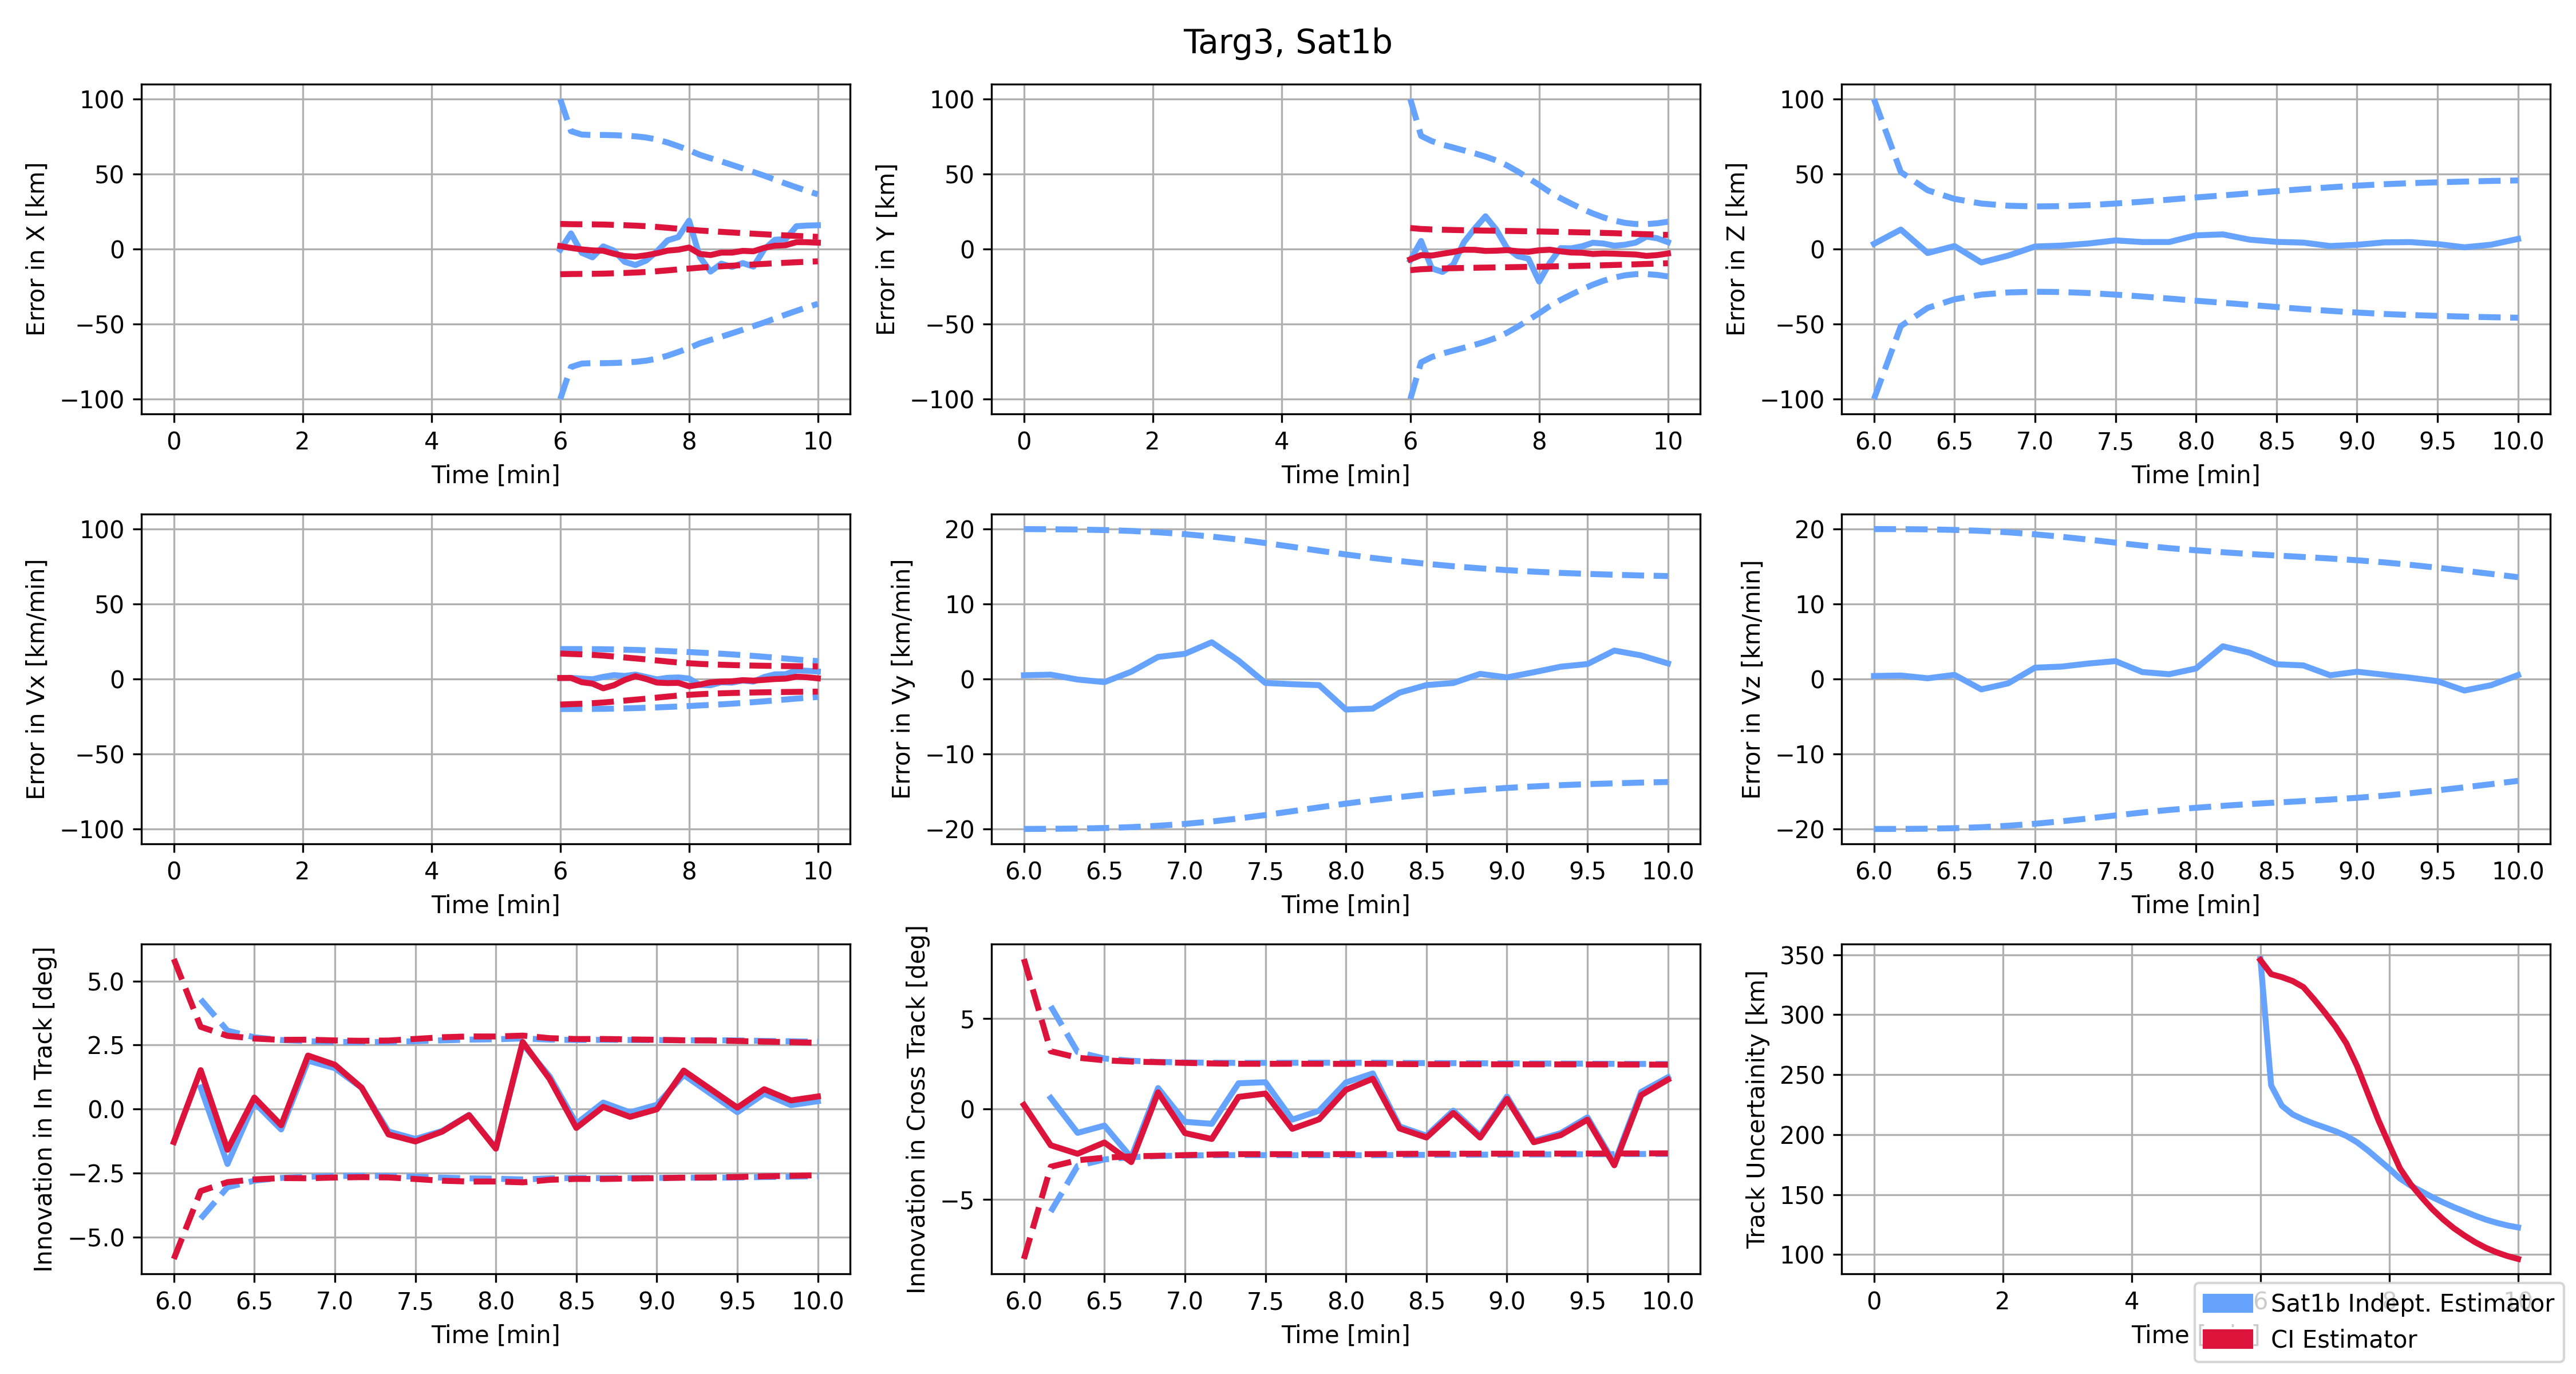 Targ3, Sat1b
100
50
0
−50
−100
Error in X [km]
0 2 4 6 8 10
Time [min]
100
50
0
−50
−100
Error in Y [km]
0 2 4 6 8 10
Time [min]
100
50
0
−50
−100
Error in Z [km]
6.0 6.5 7.0 7.5 8.0 8.5 9.0 9.5 10.0
Time [min]
100
50
0
−50
−100
Error in Vx [km/min]
0 2 4 6 8 10
Time [min]
20
10
0
−10
−20
Error in Vy [km/min]
6.0 6.5 7.0 7.5 8.0 8.5 9.0 9.5 10.0
Time [min]
20
10
0
−10
−20
Error in Vz [km/min]
6.0 6.5 7.0 7.5 8.0 8.5 9.0 9.5 10.0
Time [min]
5.0
2.5
0.0
−2.5
−5.0
Innovation in In Track [deg]
6.0 6.5 7.0 7.5 8.0 8.5 9.0 9.5 10.0
Time [min]
5
0
−5
Innovation in Cross Track [deg]
6.0 6.5 7.0 7.5 8.0 8.5 9.0 9.5 10.0
Time [min]
350
300
250
200
150
100
Track Uncertainity [km]
0 2 4 6 8 10
Time
Sat1b Indept. Estimator
CI Estimator